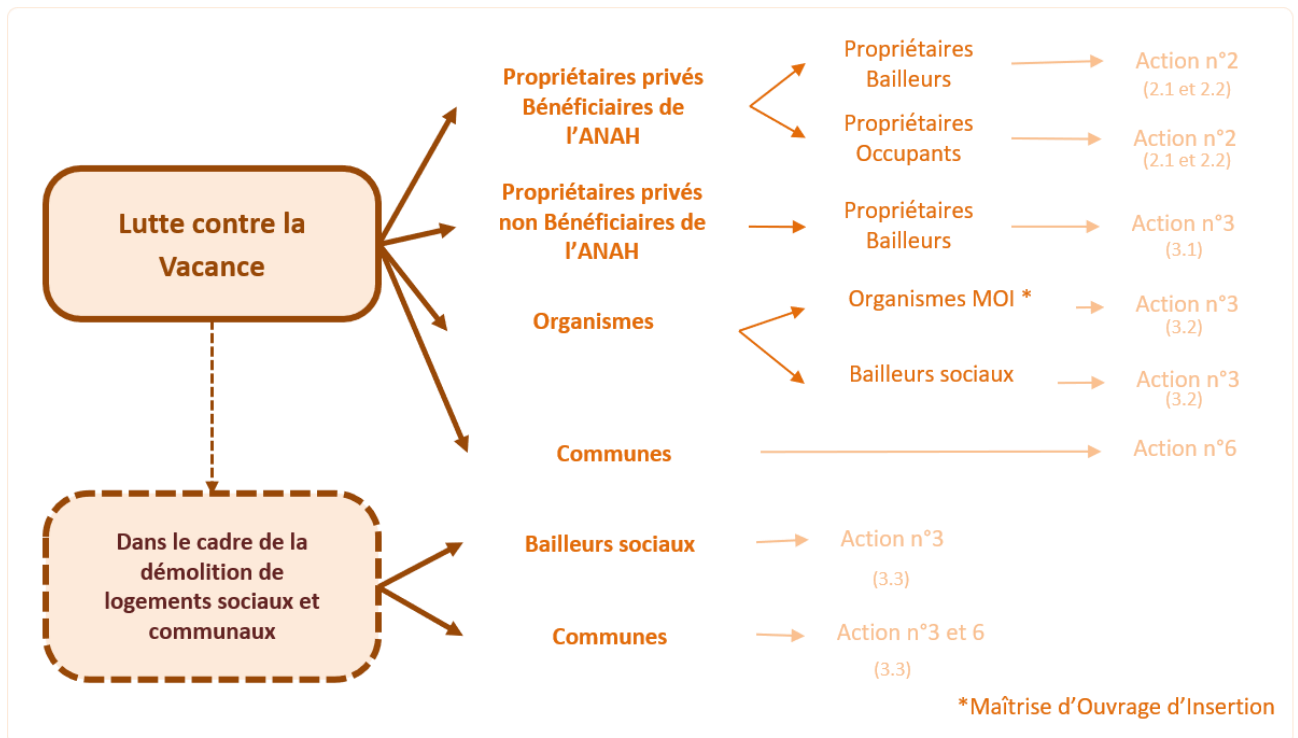 Lutte contre la
Vacance
Propriétaires privés
Bénéficiaires de
l’ANAH
Propriétaires
Bailleurs
Action n°2
(2.1 et 2.2)
Propriétaires
Occupants
Action n°2
(2.1 et 2.2)
Propriétaires privés
non Bénéficiaires de
l’ANAH
Propriétaires
Bailleurs
Action n°3
(3.1)
Organismes
Organismes MOI *
Action n°3
(3.2)
Bailleurs sociaux
Action n°3
(3.2)
Communes
Action n°6
Dans le cadre de la
démolition de
logements sociaux et
communaux
Bailleurs sociaux
Action n°3
(3.3)
Communes
Action n°3 et 6
(3.3)
*Maîtrise d’Ouvrage d’Insertion